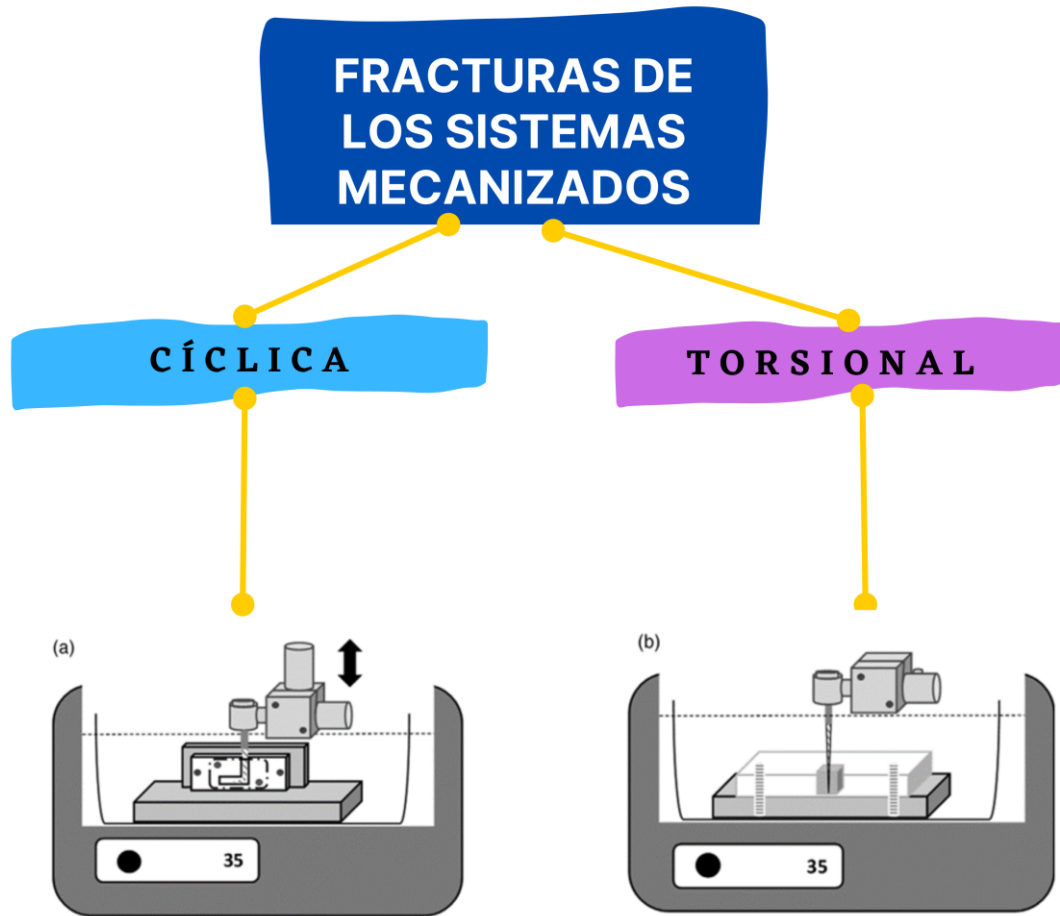 FRACTURAS DE
LOS SISTEMAS
MECANIZADOS
CÍCLICA
TORSIONAL
(a)
(b)
35
35